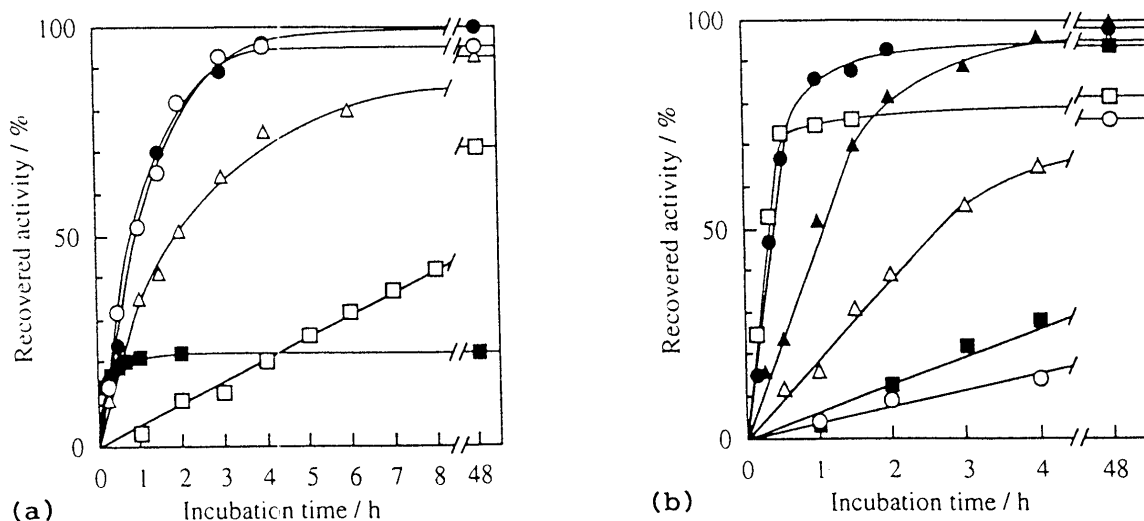 100
50
0
Recovered activity / %
0 1 2 3 4 5 6 7 8 48
(a) Incubation time / h
100
50
0
Recovered activity / %
0 1 2 3 4 48
(b) Incubation time / h